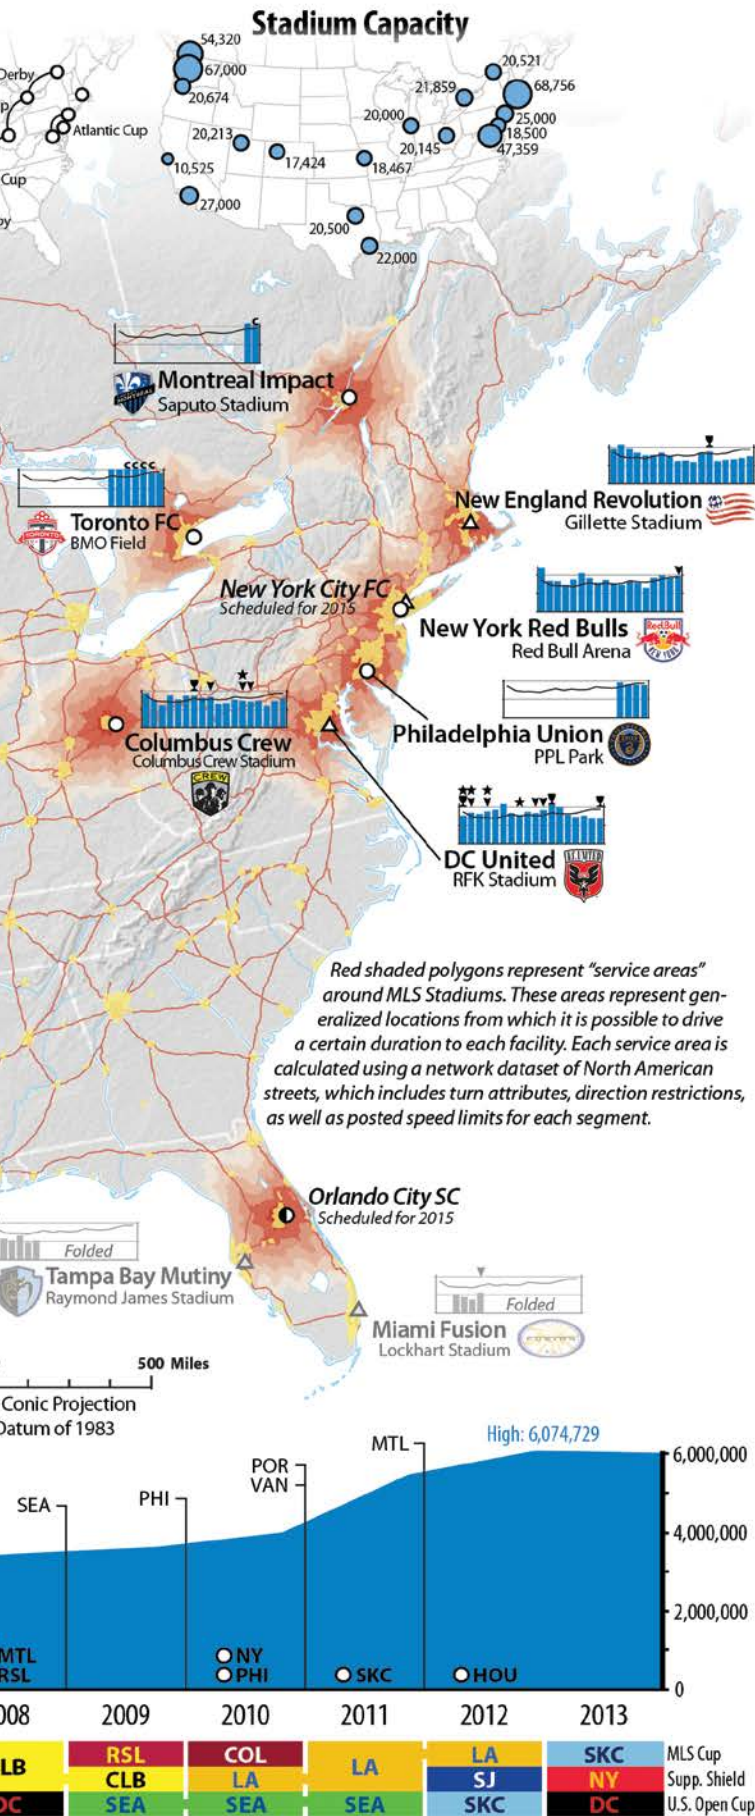 Stadium Capacity
54,320
67,000
20,674
20,521
68,756
21,859
25,000
18,500
47,359
20,000
20,145
20,213
17,424
18,467
10,525
27,000
20,500
22,000
Derby
p
Atlantic Cup
Cup
by
c
Montreal Impact
Saputo Stadium
MONTREAL
cccc
Toronto FC
BMO Field
TORONTO
New England Revolution
Gillette Stadium
New York City FC
Scheduled for 2015
New York Red Bulls
Red Bull Arena
RedBull
NEW YORK
Philadelphia Union
PPL Park
Columbus Crew
Columbus Crew Stadium
CREW
DC United
RFK Stadium
D.C. UNITED
Red shaded polygons represent “service areas”
around MLS Stadiums. These areas represent gen-
eralized locations from which it is possible to drive
a certain duration to each facility. Each service area is
calculated using a network dataset of North American
streets, which includes turn attributes, direction restrictions,
as well as posted speed limits for each segment.
Orlando City SC
Scheduled for 2015
Folded
Tampa Bay Mutiny
Raymond James Stadium
Folded
Miami Fusion
Lockhart Stadium
FUSION
500 Miles
Conic Projection
Datum of 1983
High: 6,074,729
MTL
6,000,000
POR
VAN
SEA
PHI
4,000,000
2,000,000
MTL
RSL
NY
PHI
SKC
HOU
0
008 2009 2010 2011 2012 2013
LB RSL COL LA LA SKC MLS Cup
CLB LA SJ NY Supp. Shield
DC SEA SEA SEA SKC DC U.S. Open Cup